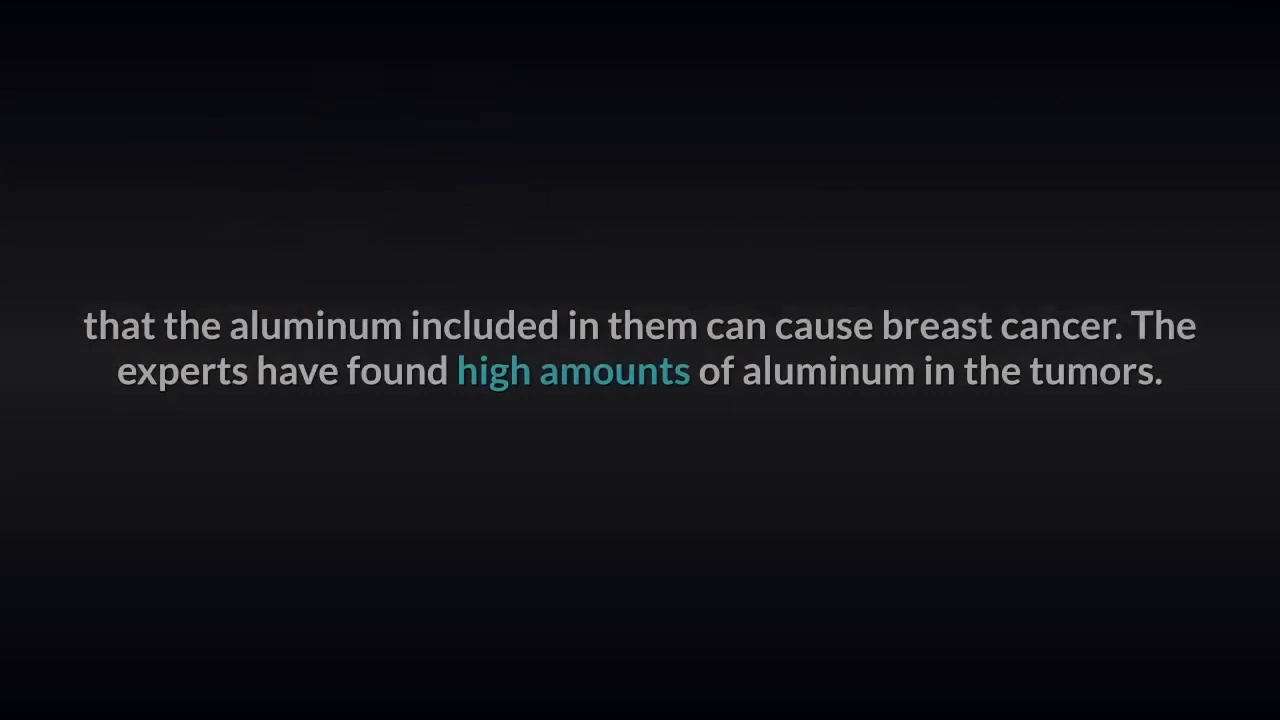 that the aluminum included in them can cause breast cancer. The
experts have found high amounts of aluminum in the tumors.